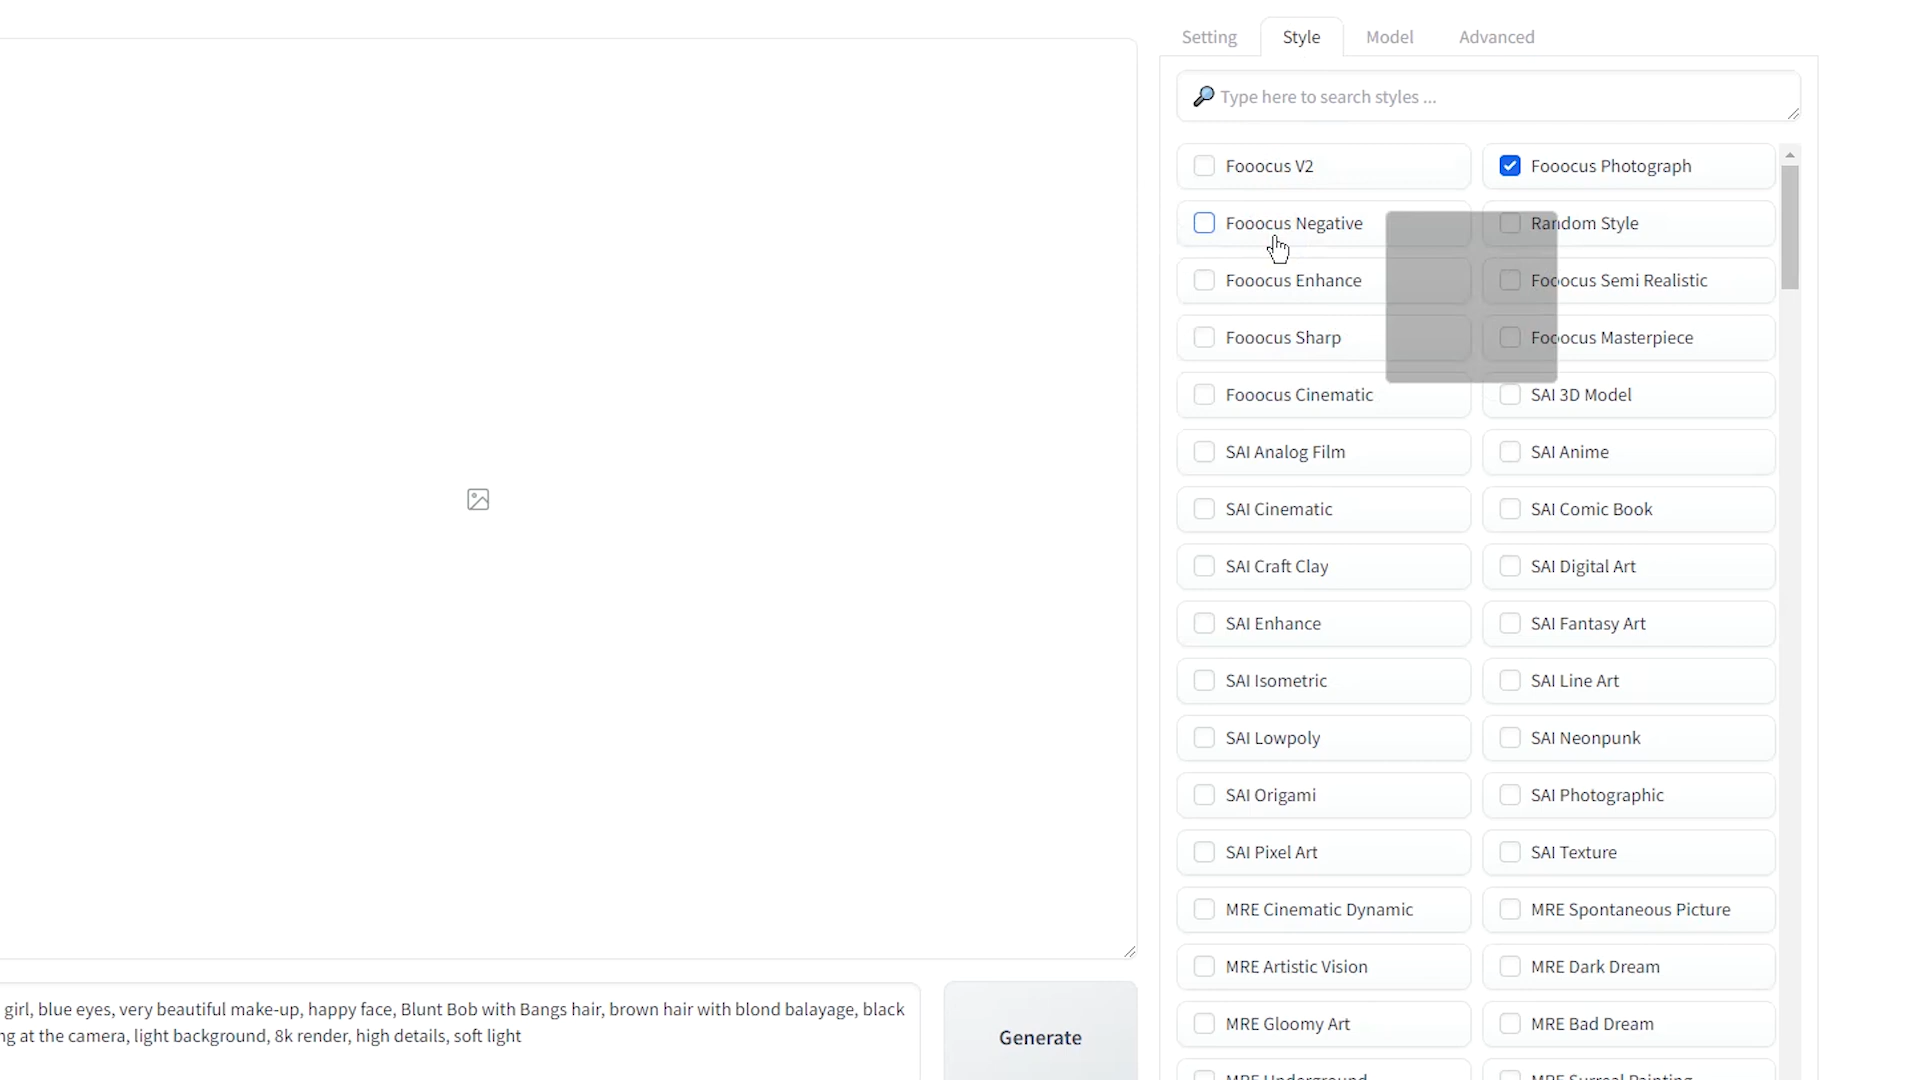 Setting
Style
Model
Advanced
Type here to search styles ...
Fooocus V2
Fooocus Photograph
Fooocus Negative
Random Style
Fooocus Enhance
Fooocus Semi Realistic
Fooocus Sharp
Fooocus Masterpiece
Fooocus Cinematic
SAI 3D Model
SAI Analog Film
SAI Anime
SAI Cinematic
SAI Comic Book
SAI Craft Clay
SAI Digital Art
SAI Enhance
SAI Fantasy Art
SAI Isometric
SAI Line Art
SAI Lowpoly
SAI Neonpunk
SAI Origami
SAI Photographic
SAI Pixel Art
SAI Texture
MRE Cinematic Dynamic
MRE Spontaneous Picture
MRE Artistic Vision
MRE Dark Dream
MRE Gloomy Art
MRE Bad Dream
MRE Underground
MRE Surreal Painting
girl, blue eyes, very beautiful make-up, happy face, Blunt Bob with Bangs hair, brown hair with blond balayage, black
ng at the camera, light background, 8k render, high details, soft light
Generate